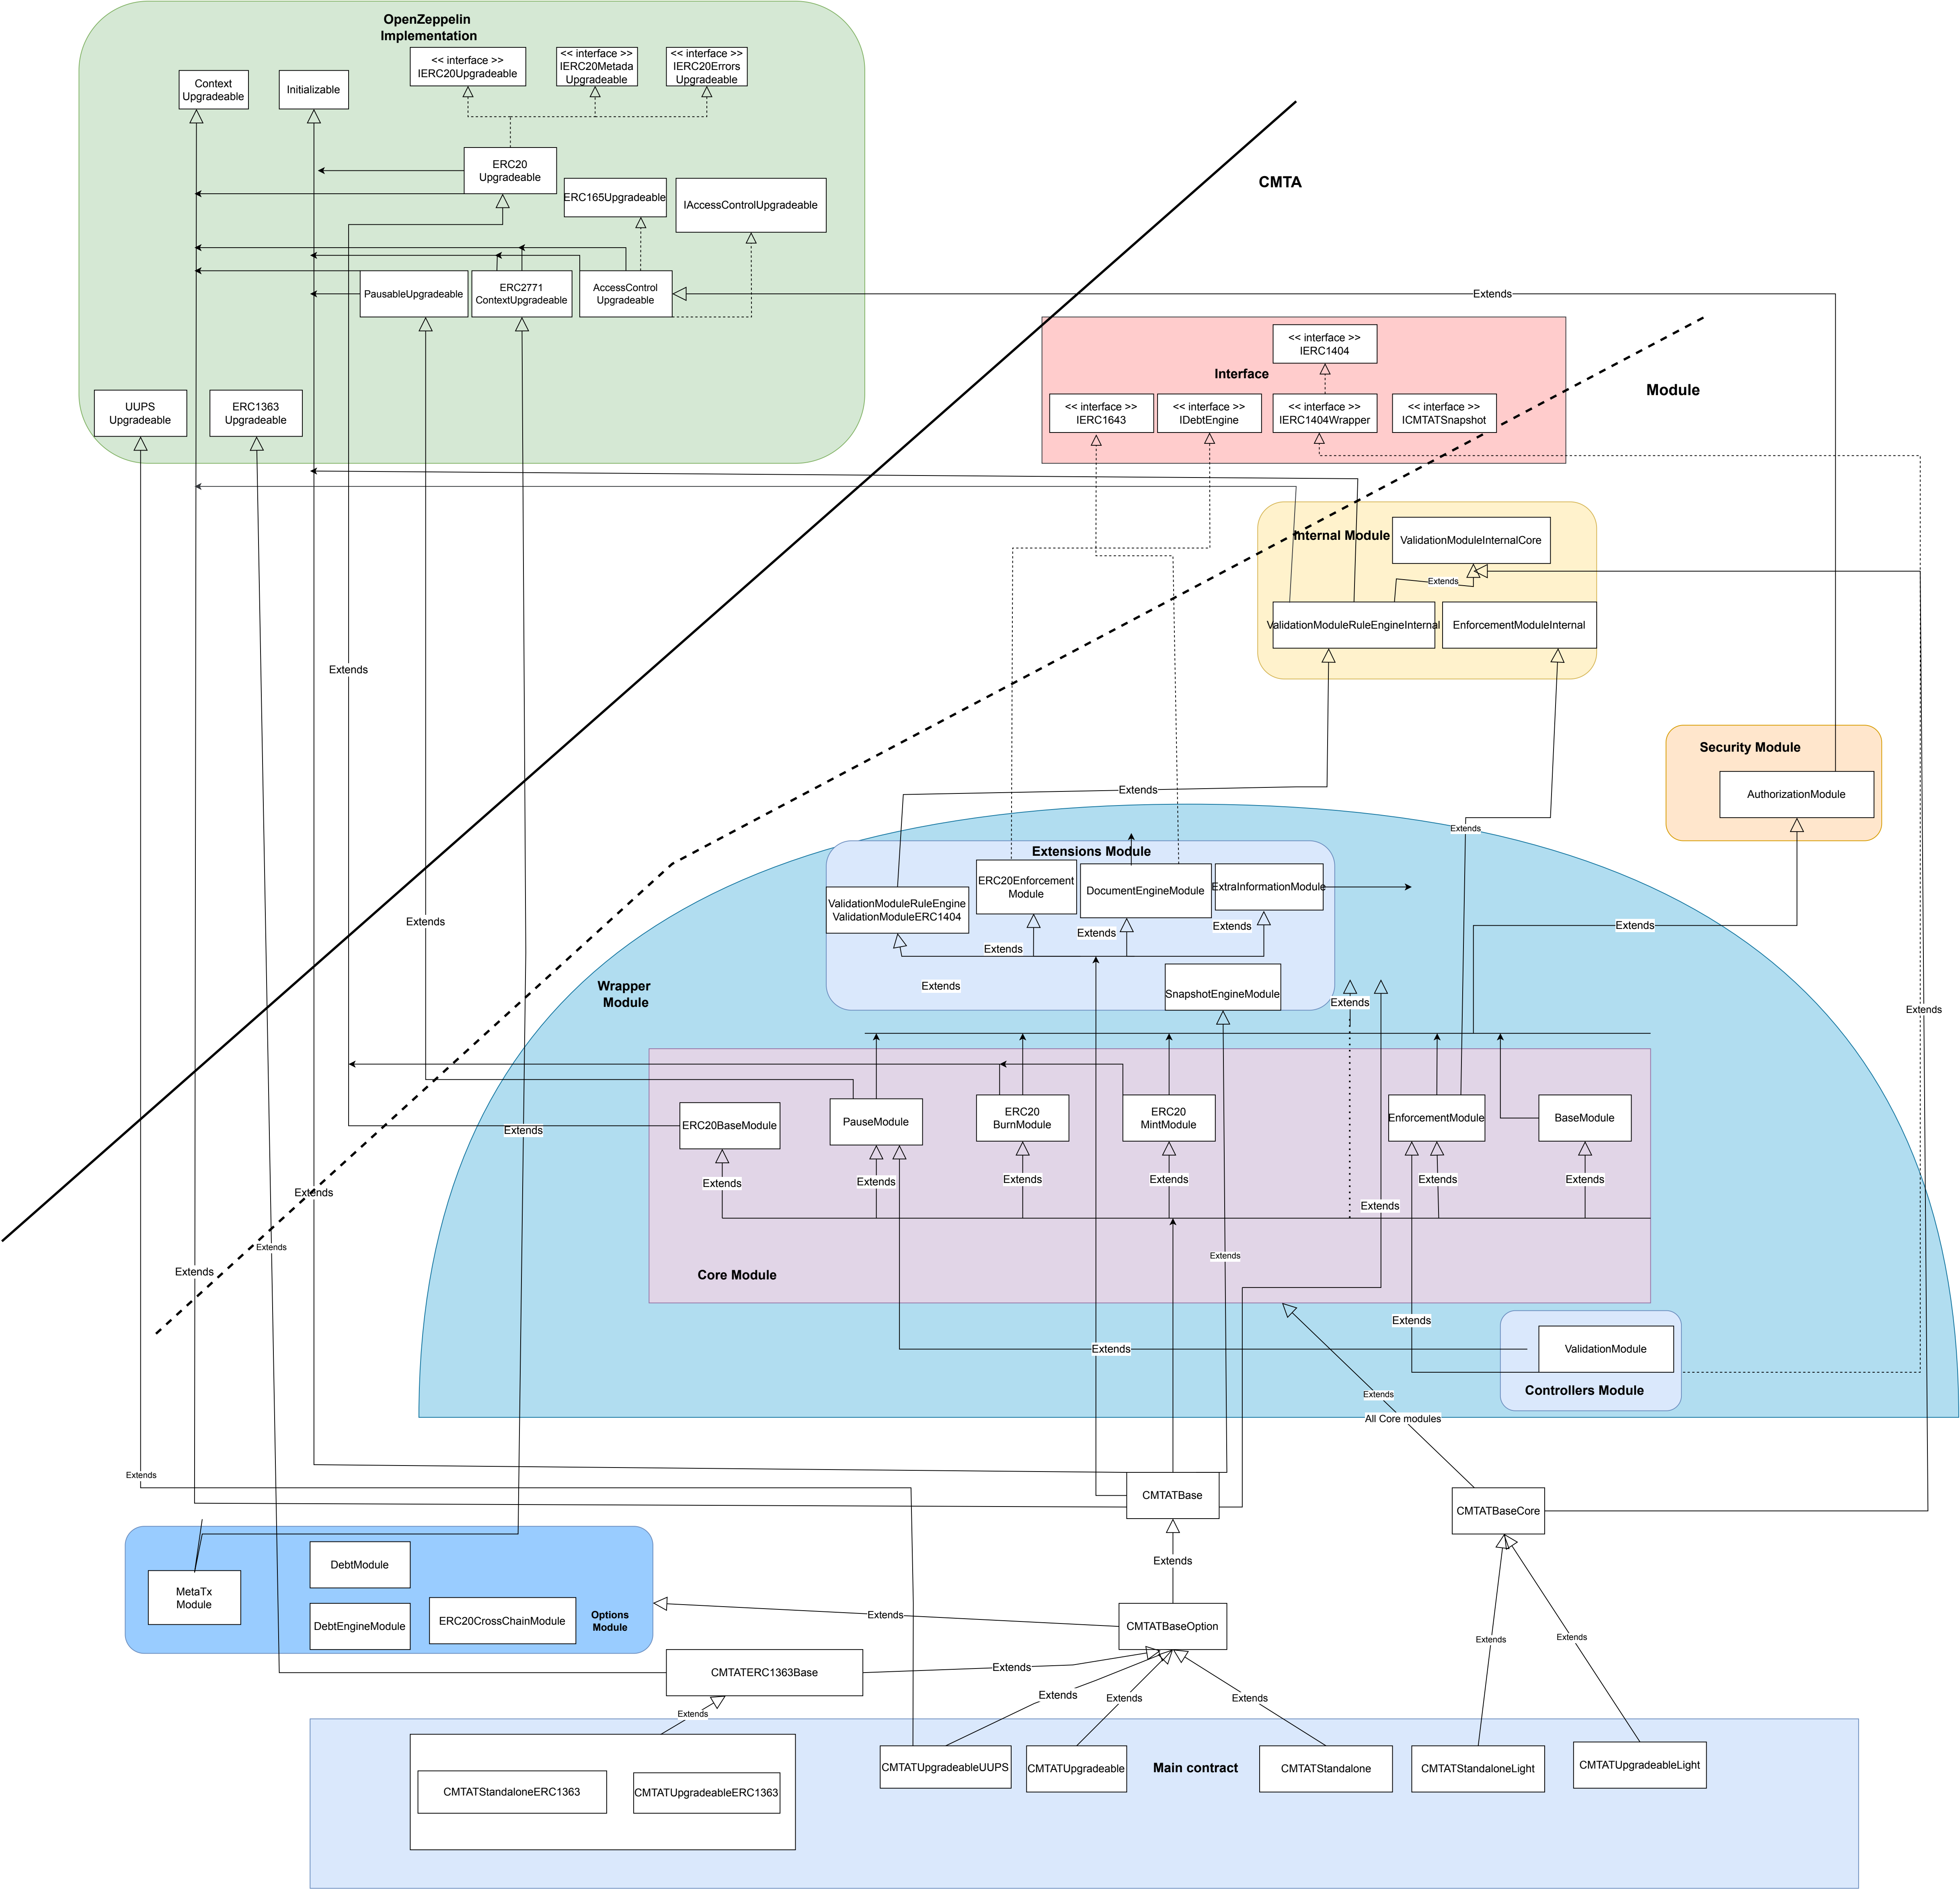 OpenZeppelin
Implementation
<< interface >>
IERC20Upgradeable
<< interface >>
IERC20Metada
Upgradeable
<< interface >>
IERC20Errors
Upgradeable
Context
Upgradeable
Initializable
ERC20
Upgradeable
ERC165Upgradeable
IAccessControlUpgradeable
CMTA
PausableUpgradeable
ERC2771
ContextUpgradeable
AccessControl
Upgradeable
Extends
<< interface >>
IERC1404
Interface
Module
UUPS
Upgradeable
ERC1363
Upgradeable
<< interface >>
IERC1643
<< interface >>
IDebtEngine
<< interface >>
IERC1404Wrapper
<< interface >>
ICMTATSnapshot
Internal Module
ValidationModuleInternalCore
Extends
ValidationModuleRuleEngineInternal
EnforcementModuleInternal
Extends
Security Module
AuthorizationModule
Extends
Extends
Extensions Module
ValidationModuleRuleEngine
ValidationModuleERC1404
ERC20Enforcement
Module
DocumentEngineModule
ExtraInformationModule
Extends
Extends
Extends
Extends
Extends
Extends
Wrapper
Module
SnapshotEngineModule
Extends
Extends
Extends
ERC20BaseModule
PauseModule
ERC20
BurnModule
ERC20
MintModule
EnforcementModule
BaseModule
Extends
Extends
Extends
Extends
Extends
Extends
Extends
Extends
Extends
Extends
Extends
Extends
Extends
Core Module
Extends
Extends
ValidationModule
Controllers Module
Extends
All Core modules
Extends
CMTATBase
CMTATBaseCore
Extends
DebtModule
MetaTx
Module
DebtEngineModule
ERC20CrossChainModule
Options
Module
Extends
CMTATBaseOption
Extends
Extends
CMTATERC1363Base
Extends
Extends
Extends
Extends
Extends
CMTATUpgradeableUUPS
CMTATUpgradeable
Main contract
CMTATStandalone
CMTATStandaloneLight
CMTATUpgradeableLight
CMTATStandaloneERC1363
CMTATUpgradeableERC1363